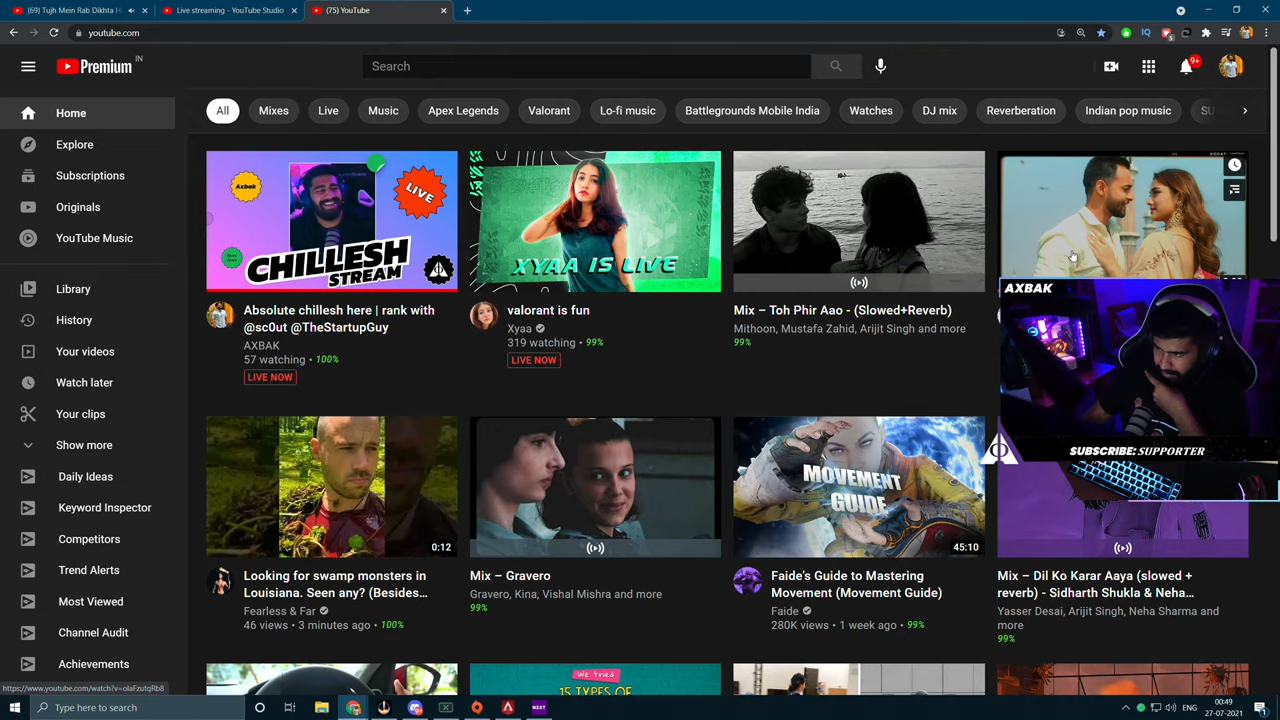 (69) Tujh Mein Rab Dikhta H
Live streaming - YouTube Studio
(75) YouTube
youtube.com
Premium IN
Search
9+
Home
Explore
Subscriptions
Originals
YouTube Music
Library
History
Your videos
Watch later
Your clips
Show more
Daily Ideas
Keyword Inspector
Competitors
Trend Alerts
Most Viewed
Channel Audit
Achievements
All
Mixes
Live
Music
Apex Legends
Valorant
Lo-fi music
Battlegrounds Mobile India
Watches
DJ mix
Reverberation
Indian pop music
SU
Axbak
LIVE
CHILLESH
STREAM
Absolute chillesh here | rank with
@sc0ut @TheStartupGuy
AXBAK
57 watching • 100%
LIVE NOW
XYAA IS LIVE
valorant is fun
Xyaa
319 watching • 99%
LIVE NOW
Mix – Toh Phir Aao - (Slowed+Reverb)
Mithoon, Mustafa Zahid, Arijit Singh and more
99%
AXBAK
SUBSCRIBE: SUPPORTER
0:12
Looking for swamp monsters in
Louisiana. Seen any? (Besides...
Fearless & Far
46 views • 3 minutes ago • 100%
Mix – Gravero
Gravero, Kina, Vishal Mishra and more
99%
MOVEMENT
GUIDE
45:10
Faide's Guide to Mastering
Movement (Movement Guide)
Faide
280K views • 1 week ago • 99%
Mix – Dil Ko Karar Aaya (slowed +
reverb) - Sidharth Shukla & Neha...
Yasser Desai, Arijit Singh, Neha Sharma and
more
99%
We tried
15 TYPES OF
https://www.youtube.com/watch?v=olaFzutqRb8
Type here to search
NIXT
ENG
00:49
27-07-2021